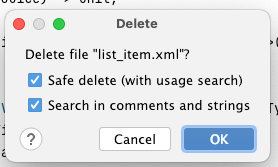 Delete
Delete file "list_item.xml"?
Safe delete (with usage search)
Search in comments and strings
?
Cancel
OK